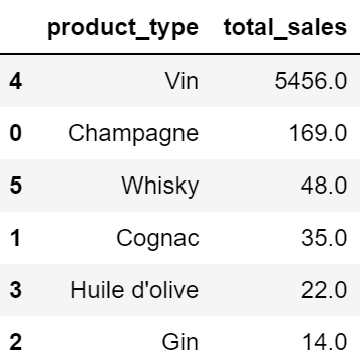 product_type total_sales
4 Vin 5456.0
0 Champagne 169.0
5 Whisky 48.0
1 Cognac 35.0
3 Huile d'olive 22.0
2 Gin 14.0